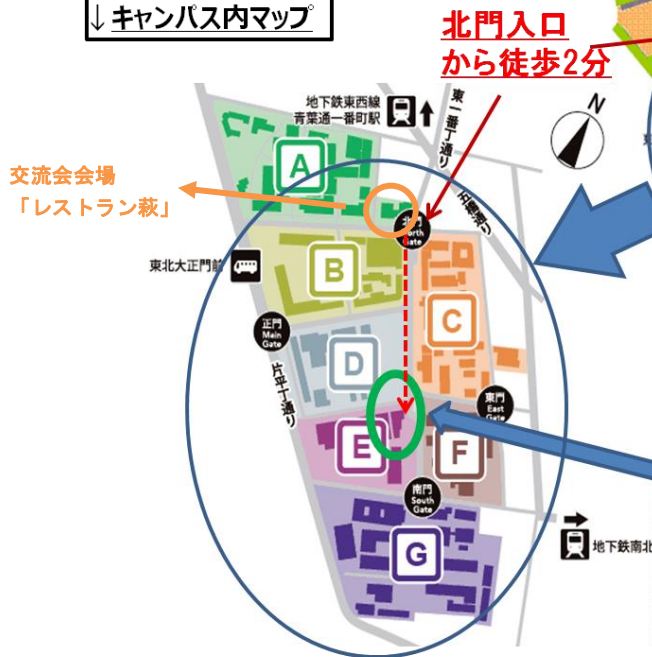 ↓キャンパス内マップ
北門入口
から徒歩2分
地下鉄東西線
青葉通一番町駅
東一番丁通り
N
交流会会場
「レストラン萩」
A
五橋通り
北門
North
Gate
東北大正門前
B
C
正門
Main
Gate
D
片平丁通り
東門
East
Gate
E
F
南門
South
Gate
G
地下鉄南北